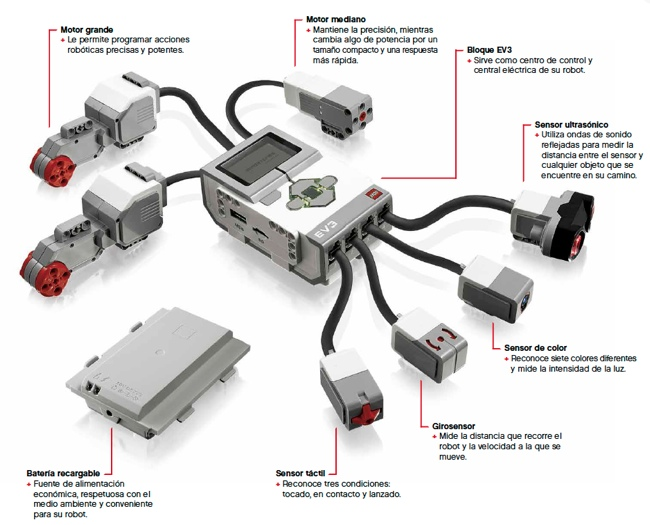 Motor grande
+ Le permite programar acciones
robóticas precisas y potentes.
Motor mediano
+ Mantiene la precisión, mientras
cambia algo de potencia por un
tamaño compacto y una respuesta
más rápida.
Bloque EV3
+ Sirve como centro de control y
central eléctrica de su robot.
Sensor ultrasónico
+ Utiliza ondas de sonido
reflejadas para medir la
distancia entre el sensor y
cualquier objeto que se
encuentre en su camino.
EV3
Sensor de color
+ Reconoce siete colores diferentes
y mide la intensidad de la luz.
Girosensor
+ Mide la distancia que recorre el
robot y la velocidad a la que se
mueve.
Sensor táctil
+ Reconoce tres condiciones:
tocado, en contacto y lanzado.
Batería recargable
+ Fuente de alimentación
económica, respetuosa con el
medio ambiente y conveniente
para su robot.